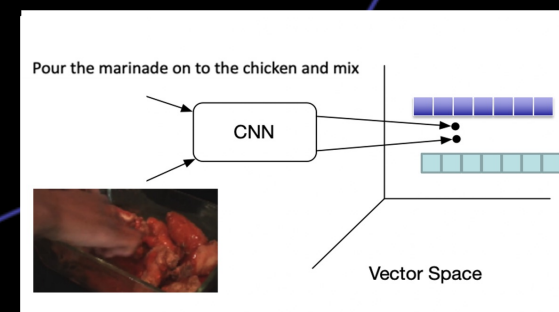 Pour the marinade on to the chicken and mix
CNN
Vector Space